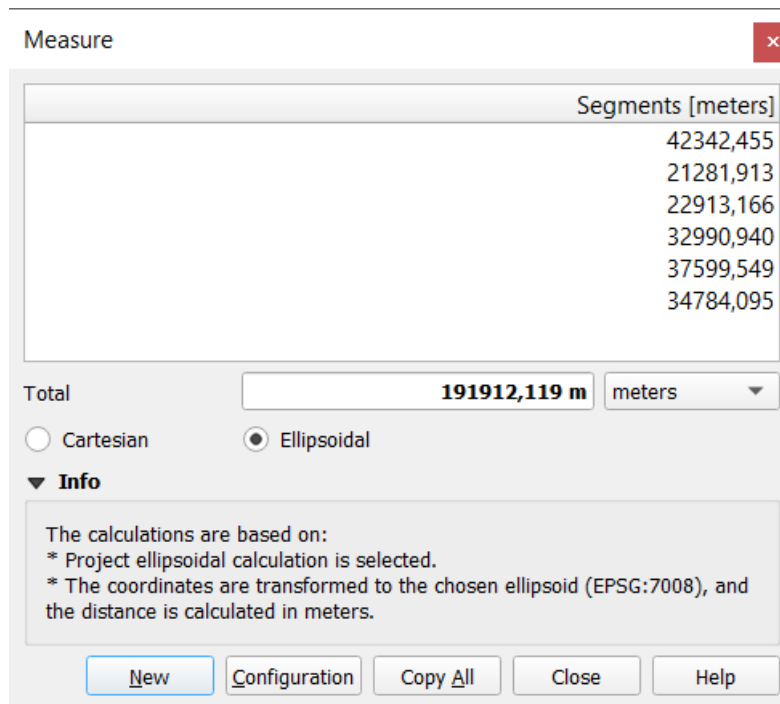 Measure
Segments [meters]
42342,455
21281,913
22913,166
32990,940
37599,549
34784,095
Total 191912,119 m meters
Cartesian Ellipsoidal
Info
The calculations are based on:
* Project ellipsoidal calculation is selected.
* The coordinates are transformed to the chosen ellipsoid (EPSG:7008), and
the distance is calculated in meters.
New Configuration Copy All Close Help